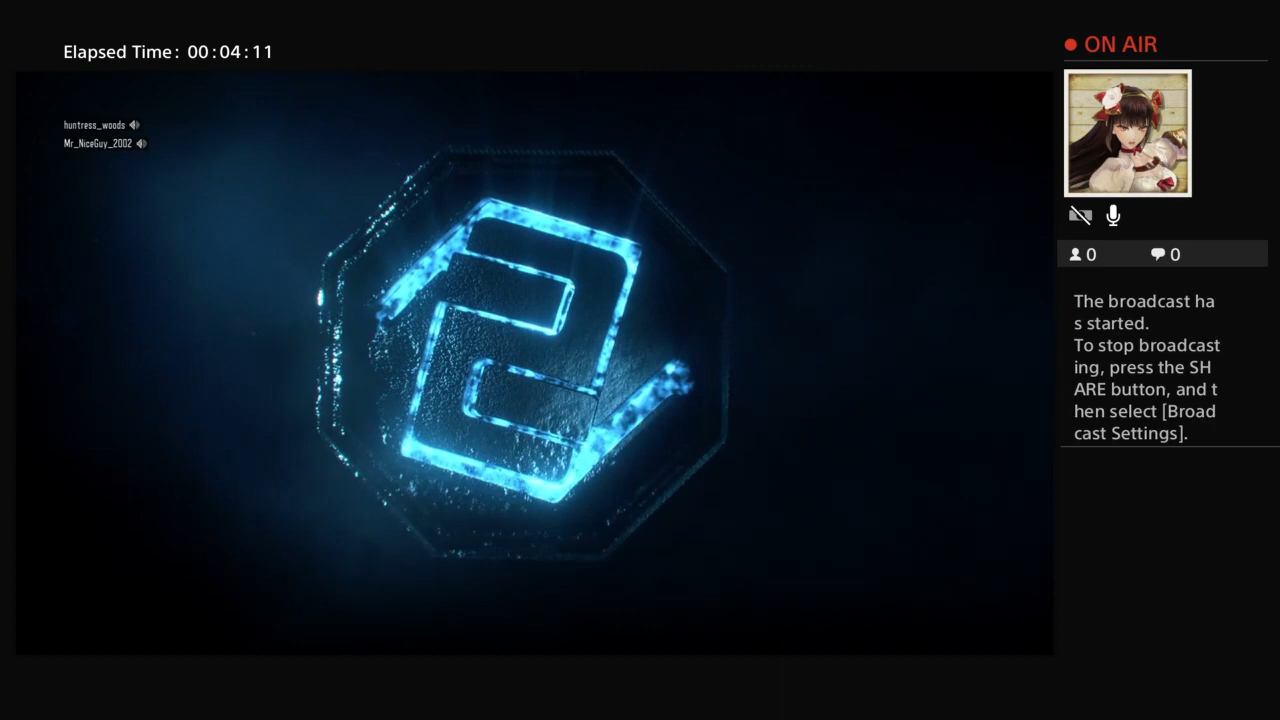 Elapsed Time: 00:04:11
ON AIR
huntress_woods
Mr_NiceGuy_2002
0
0
The broadcast ha
s started.
To stop broadcast
ing, press the SH
ARE button, and t
hen select [Broad
cast Settings].